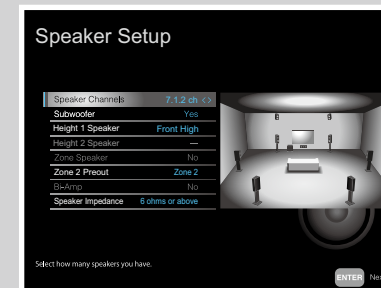 Speaker Setup
Speaker Channels 7.1.2 ch < >
Subwoofer Yes
Height 1 Speaker Front High
Height 2 Speaker —
Zone Speaker No
Zone 2 Preout Zone 2
Bi-Amp No
Speaker Impedance 6 ohms or above
Select how many speakers you have.
ENTER